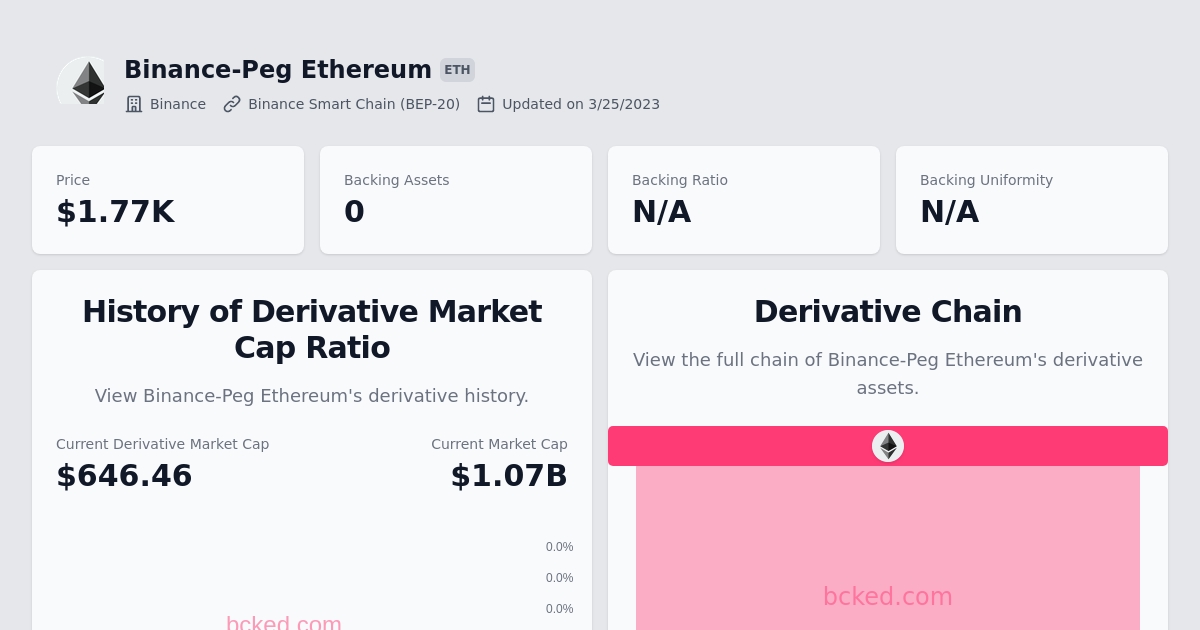 Binance-Peg Ethereum ETH
Binance Binance Smart Chain (BEP-20) Updated on 3/25/2023
Price
$1.77K
Backing Assets
0
Backing Ratio
N/A
Backing Uniformity
N/A
History of Derivative Market
Cap Ratio
View Binance-Peg Ethereum's derivative history.
Current Derivative Market Cap
$646.46
Current Market Cap
$1.07B
0.0%
0.0%
0.0%
bcked.com
Derivative Chain
View the full chain of Binance-Peg Ethereum's derivative
assets.
bcked.com